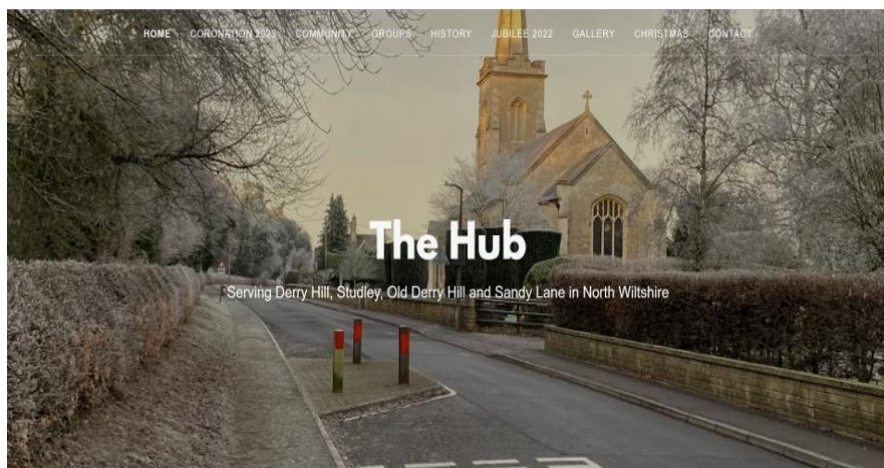 HOME CORONATION 2023 COMMUNITY GROUPS HISTORY JUBILEE 2022 GALLERY CHRISTMAS CONTACT
The Hub
Serving Derry Hill, Studley, Old Derry Hill and Sandy Lane in North Wiltshire